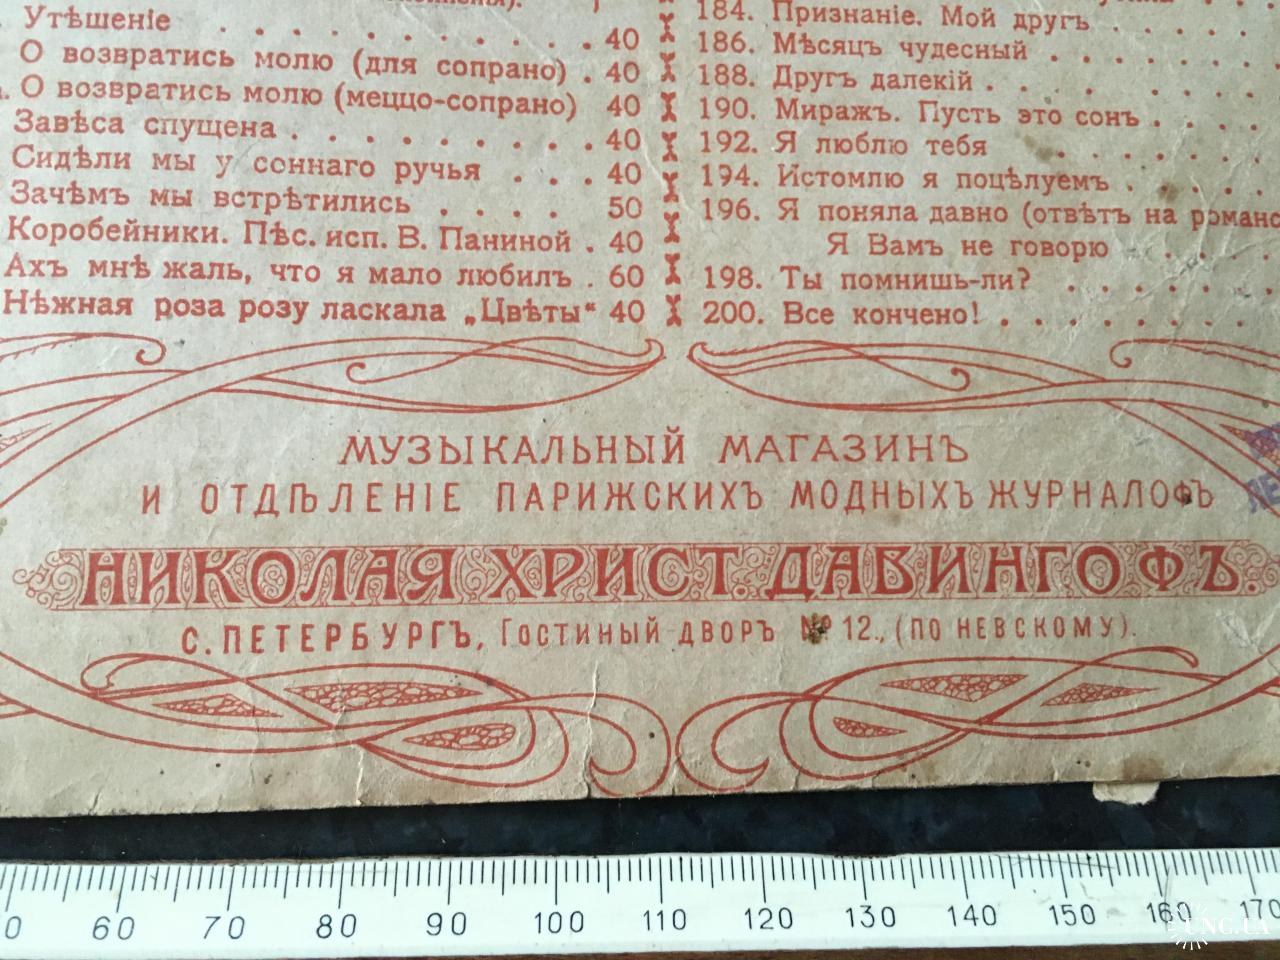 Утѣшеніе . . . . . . . . . . . 40
О возвратись молю (для сопрано) . 40
О возвратись молю (меццо-сопрано) 40
Завѣса спущена . . . . . . . . . 40
Сидѣли мы у соннаго ручья . . . 40
Зачѣмъ мы встрѣтились . . . . 50
Коробейники. Пѣс. исп. В. Паниной . 40
Ахъ мнѣ жаль, что я мало любилъ . 60
Нѣжная роза розу ласкала „Цвѣты“ 40
184. Признаніе. Мой другъ . . . .
186. Мѣсяцъ чудесный . . . . . .
188. Другъ далекій . . . . . . .
190. Миражъ. Пусть это сонъ . . . .
192. Я люблю тебя . . . . . .
194. Истомлю я поцѣлуемъ . . . .
196. Я поняла давно (отвѣтъ на романс
Я Вамъ не говорю . . . .
198. Ты помнишь-ли? . . . . . .
200. Все кончено! . . . . . . . .
МУЗЫКАЛЬНЫЙ МАГАЗИНЪ
И ОТДѢЛЕНІЕ ПАРИЖСКИХЪ МОДНЫХЪ ЖУРНАЛОФЪ
НИКОЛАЯ ХРИСТ. ДАВИНГОФЪ.
С. ПЕТЕРБУРГЪ, ГОСТИНЫЙ-ДВОРЪ № 12., (ПО НЕВСКОМУ).
0 60 70 80 90 100 110 120 130 140 150 160 170
UNC.UA